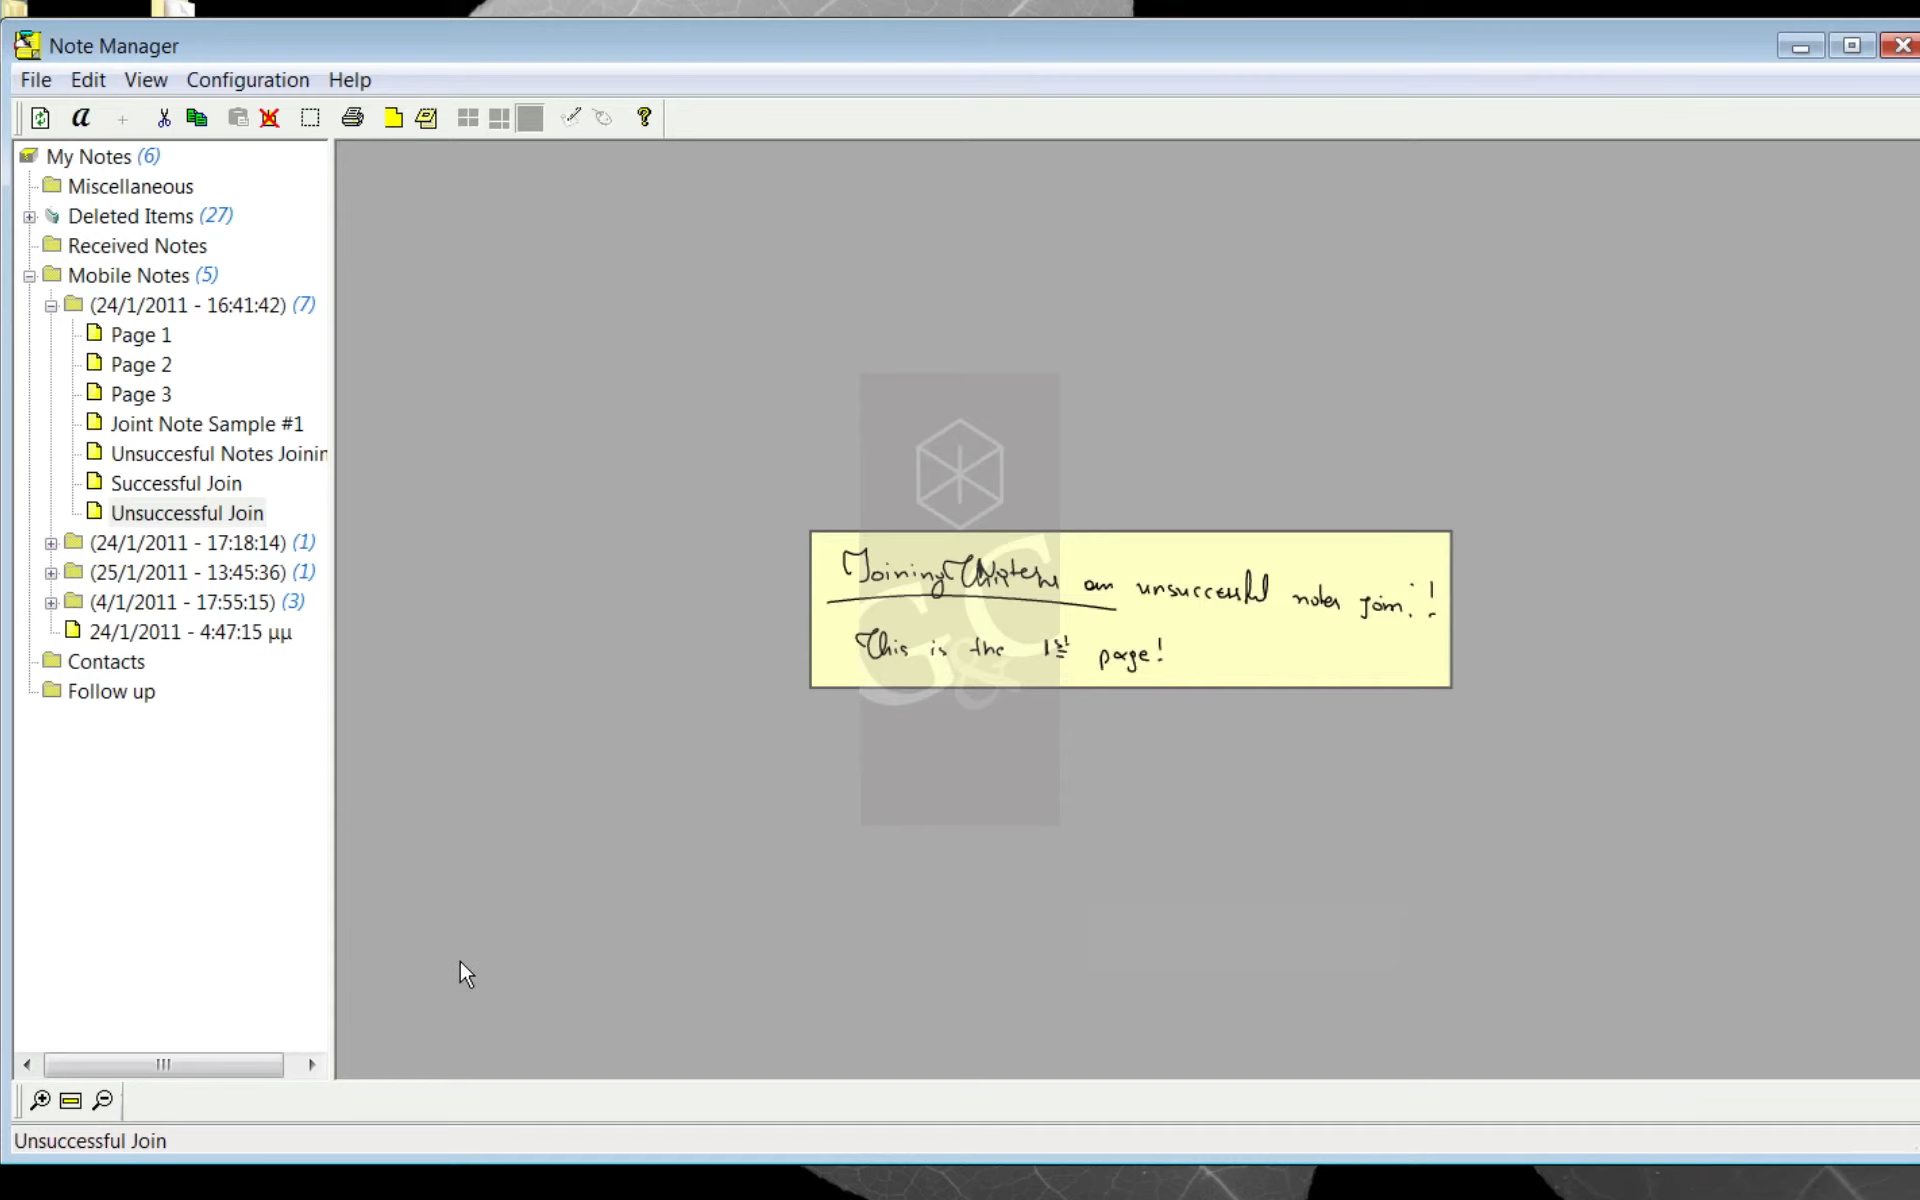 Note Manager
File Edit View Configuration Help
My Notes (6)
Miscellaneous
Deleted Items (27)
Received Notes
Mobile Notes (5)
(24/1/2011 - 16:41:42) (7)
Page 1
Page 2
Page 3
Joint Note Sample #1
Unsuccesful Notes Joinin
Successful Join
Unsuccessful Join
(24/1/2011 - 17:18:14) (1)
(25/1/2011 - 13:45:36) (1)
(4/1/2011 - 17:55:15) (3)
24/1/2011 - 4:47:15 μμ
Contacts
Follow up
Joining Notes an unsuccessful notes join!
This is the 1st page!
G&C
Unsuccessful Join